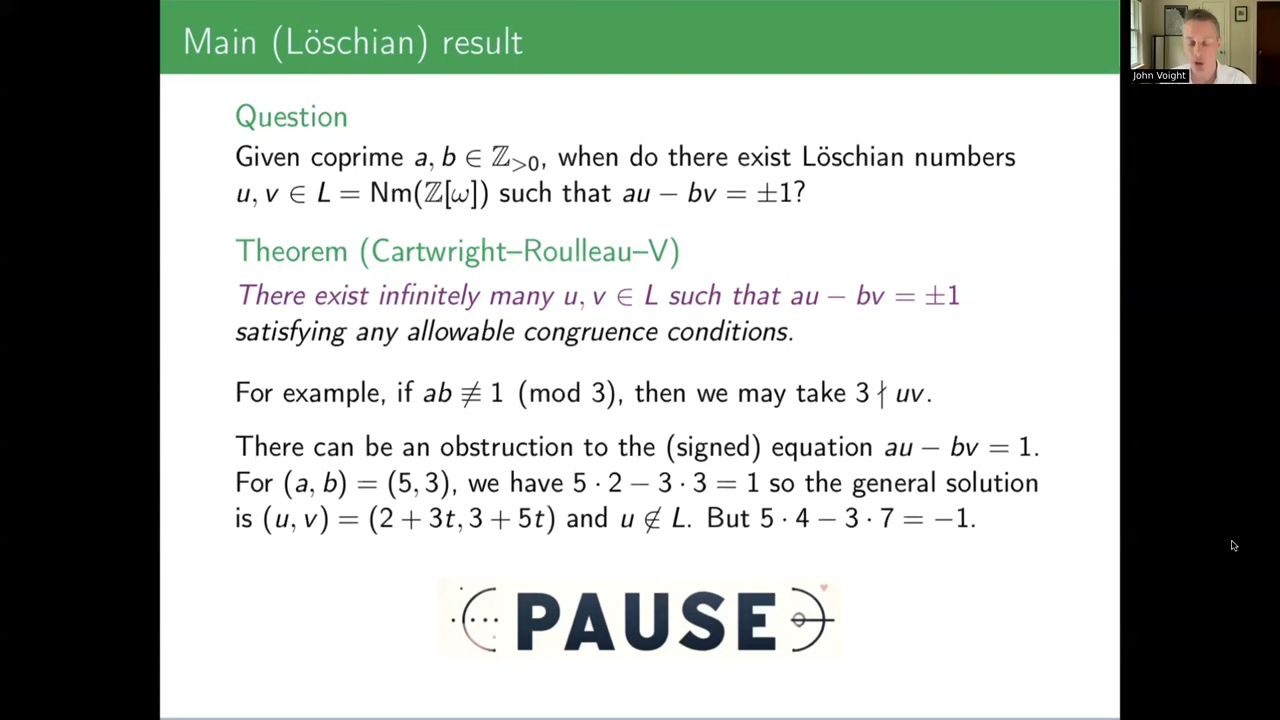 Main (Löschian) result
John Voight
Question
Given coprime a, b ∈ ℤ>0, when do there exist Löschian numbers
u, v ∈ L = Nm(ℤ[ω]) such that au − bv = ±1?
Theorem (Cartwright–Roulleau–V)
There exist infinitely many u, v ∈ L such that au − bv = ±1
satisfying any allowable congruence conditions.
For example, if ab ≢ 1 (mod 3), then we may take 3 ∤ uv.
There can be an obstruction to the (signed) equation au − bv = 1.
For (a, b) = (5, 3), we have 5 · 2 − 3 · 3 = 1 so the general solution
is (u, v) = (2 + 3t, 3 + 5t) and u ∉ L. But 5 · 4 − 3 · 7 = −1.
PAUSE